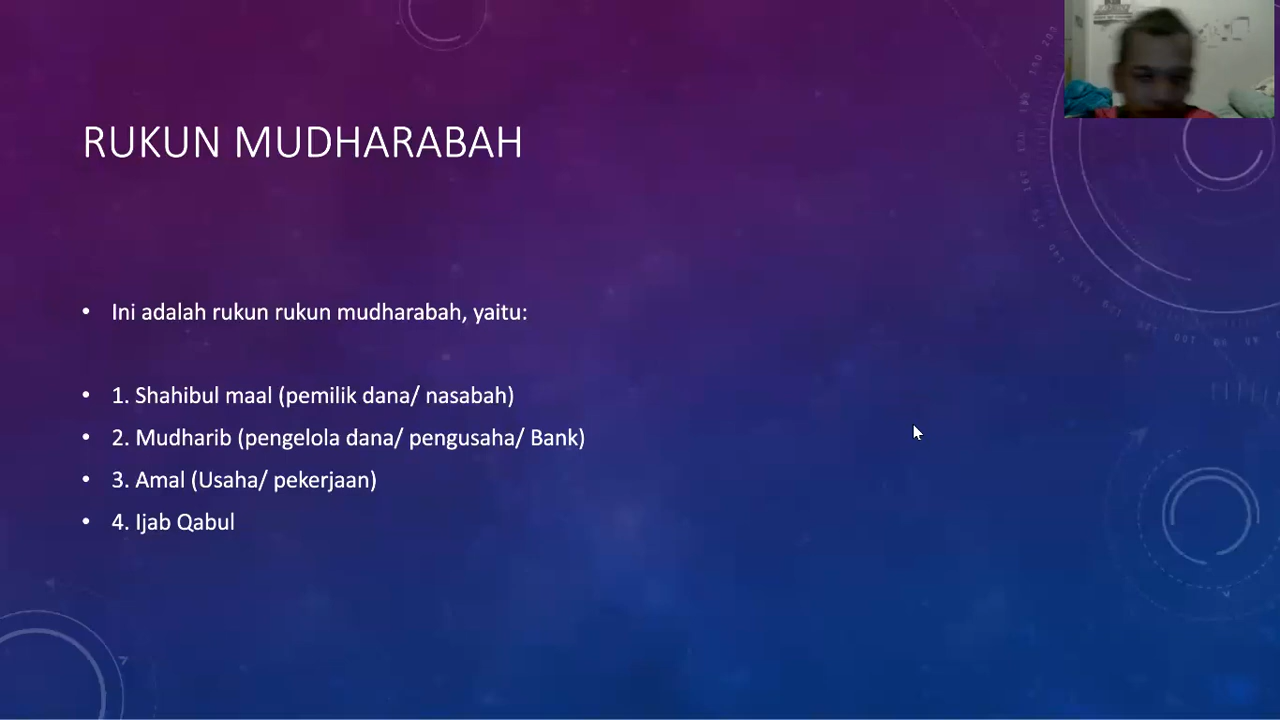 RUKUN MUDHARABAH
• Ini adalah rukun rukun mudharabah, yaitu:
• 1. Shahibul maal (pemilik dana/ nasabah)
• 2. Mudharib (pengelola dana/ pengusaha/ Bank)
• 3. Amal (Usaha/ pekerjaan)
• 4. Ijab Qabul